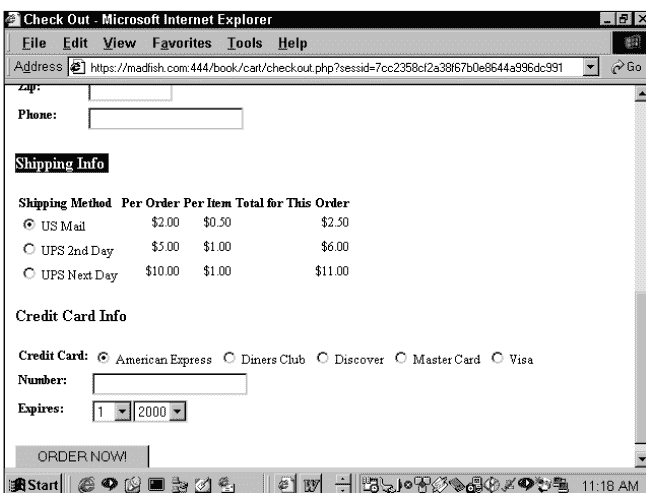 Check Out - Microsoft Internet Explorer
File Edit View Favorites Tools Help
Address https://madfish.com:444/book/cart/checkout.php?sessid=7cc2358cf2a38f67b0e8644a996dc991 Go
Zip:
Phone:
Shipping Info
Shipping Method Per Order Per Item Total for This Order
US Mail $2.00 $0.50 $2.50
UPS 2nd Day $5.00 $1.00 $6.00
UPS Next Day $10.00 $1.00 $11.00
Credit Card Info
Credit Card: American Express Diners Club Discover Master Card Visa
Number:
Expires: 1 2000
ORDER NOW!
Start 11:18 AM